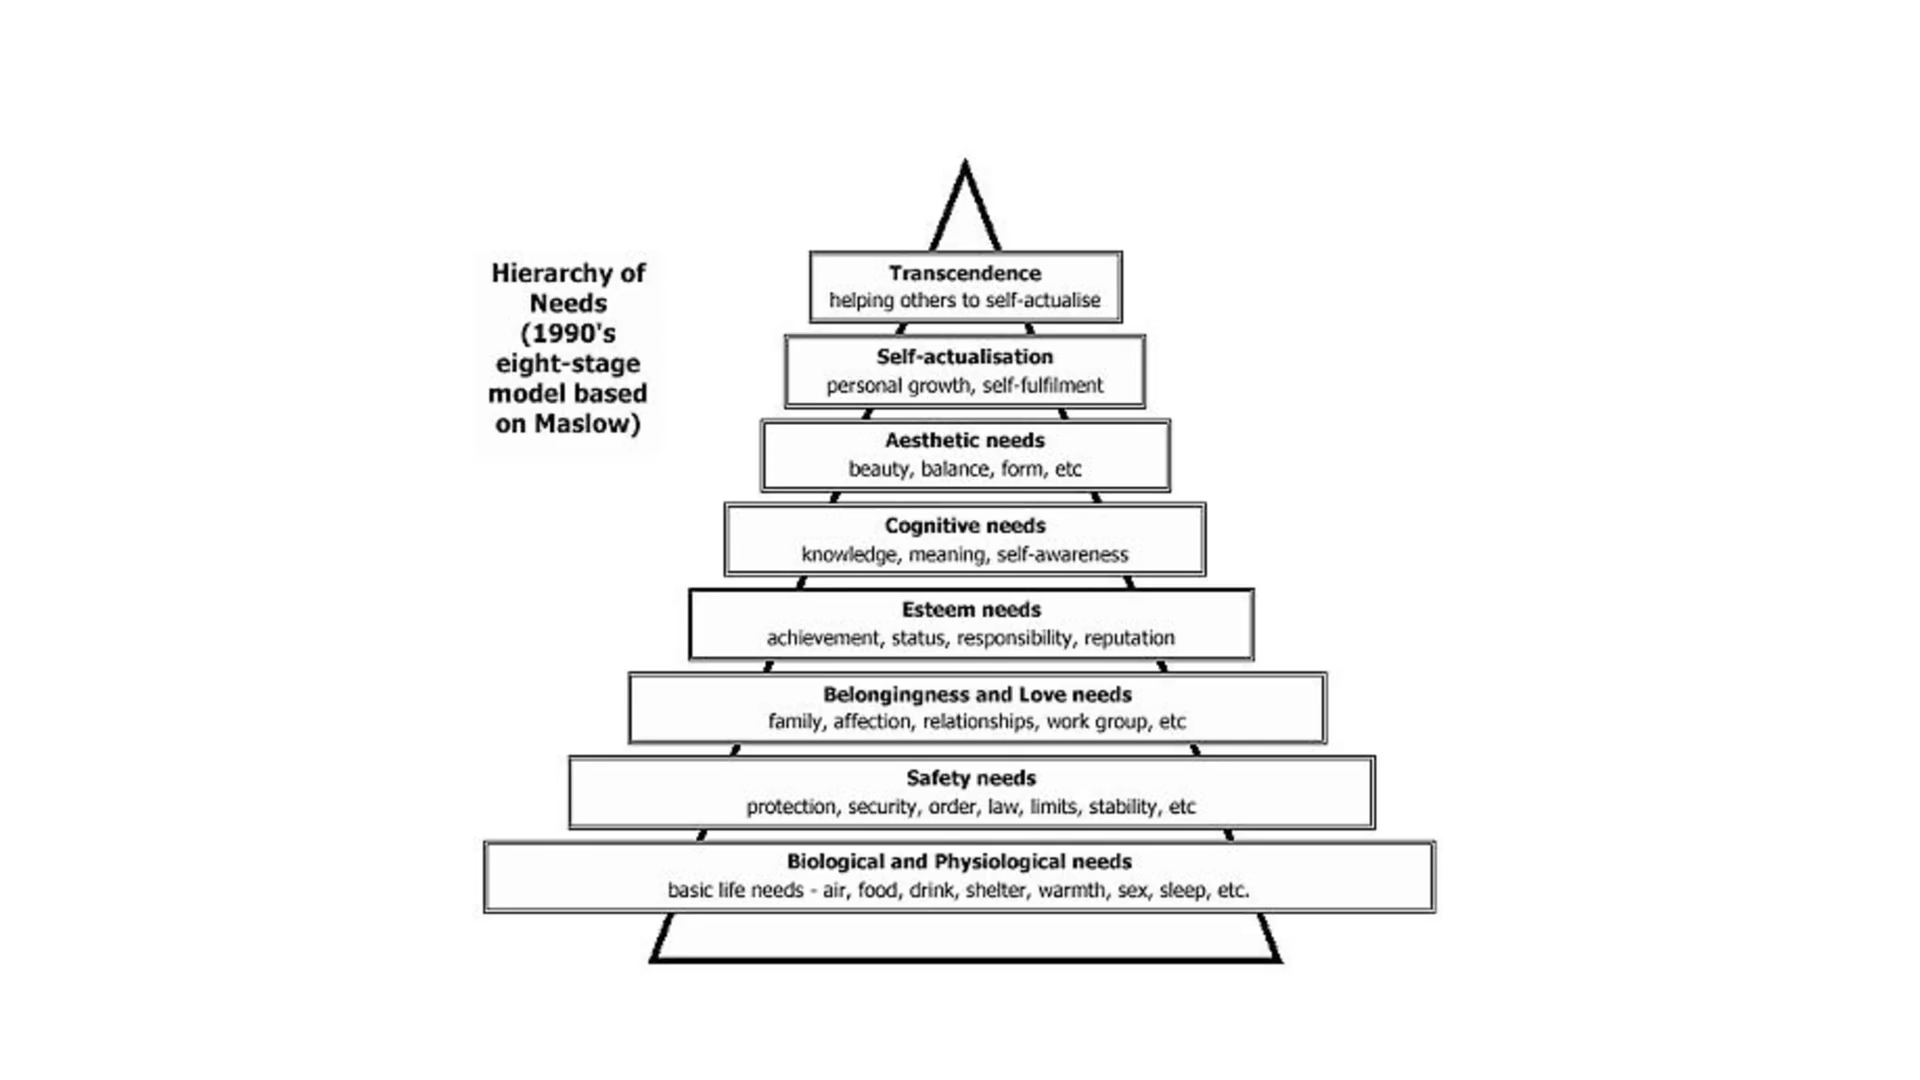 Hierarchy of
Needs
(1990's
eight-stage
model based
on Maslow)
Transcendence
helping others to self-actualise
Self-actualisation
personal growth, self-fulfilment
Aesthetic needs
beauty, balance, form, etc
Cognitive needs
knowledge, meaning, self-awareness
Esteem needs
achievement, status, responsibility, reputation
Belongingness and Love needs
family, affection, relationships, work group, etc
Safety needs
protection, security, order, law, limits, stability, etc
Biological and Physiological needs
basic life needs - air, food, drink, shelter, warmth, sex, sleep, etc.